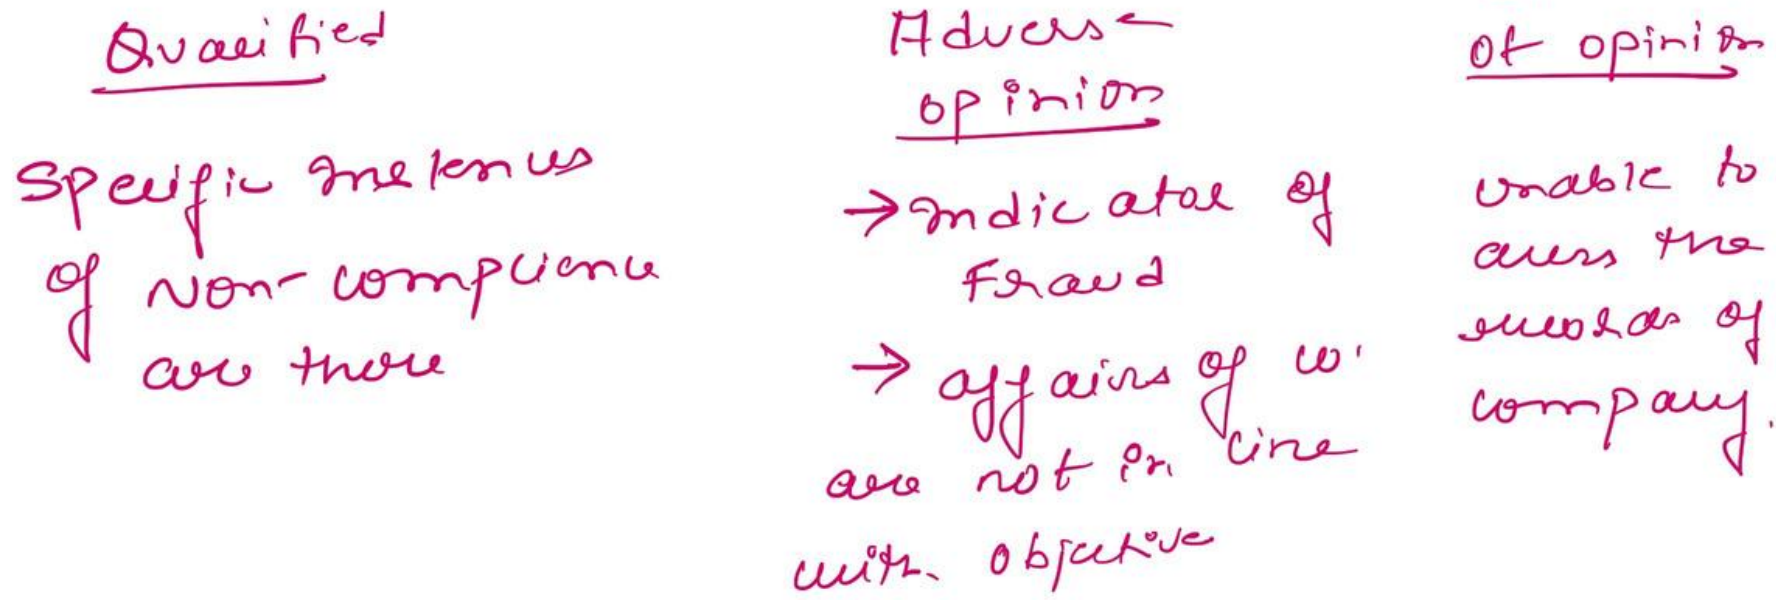 Qualified
Specific instances
of Non-compliance
are there
Adverse
opinion
→ Indicator of
Fraud
→ affairs of co.
are not in line
with objective
of opinion
unable to
access the
records of
company.